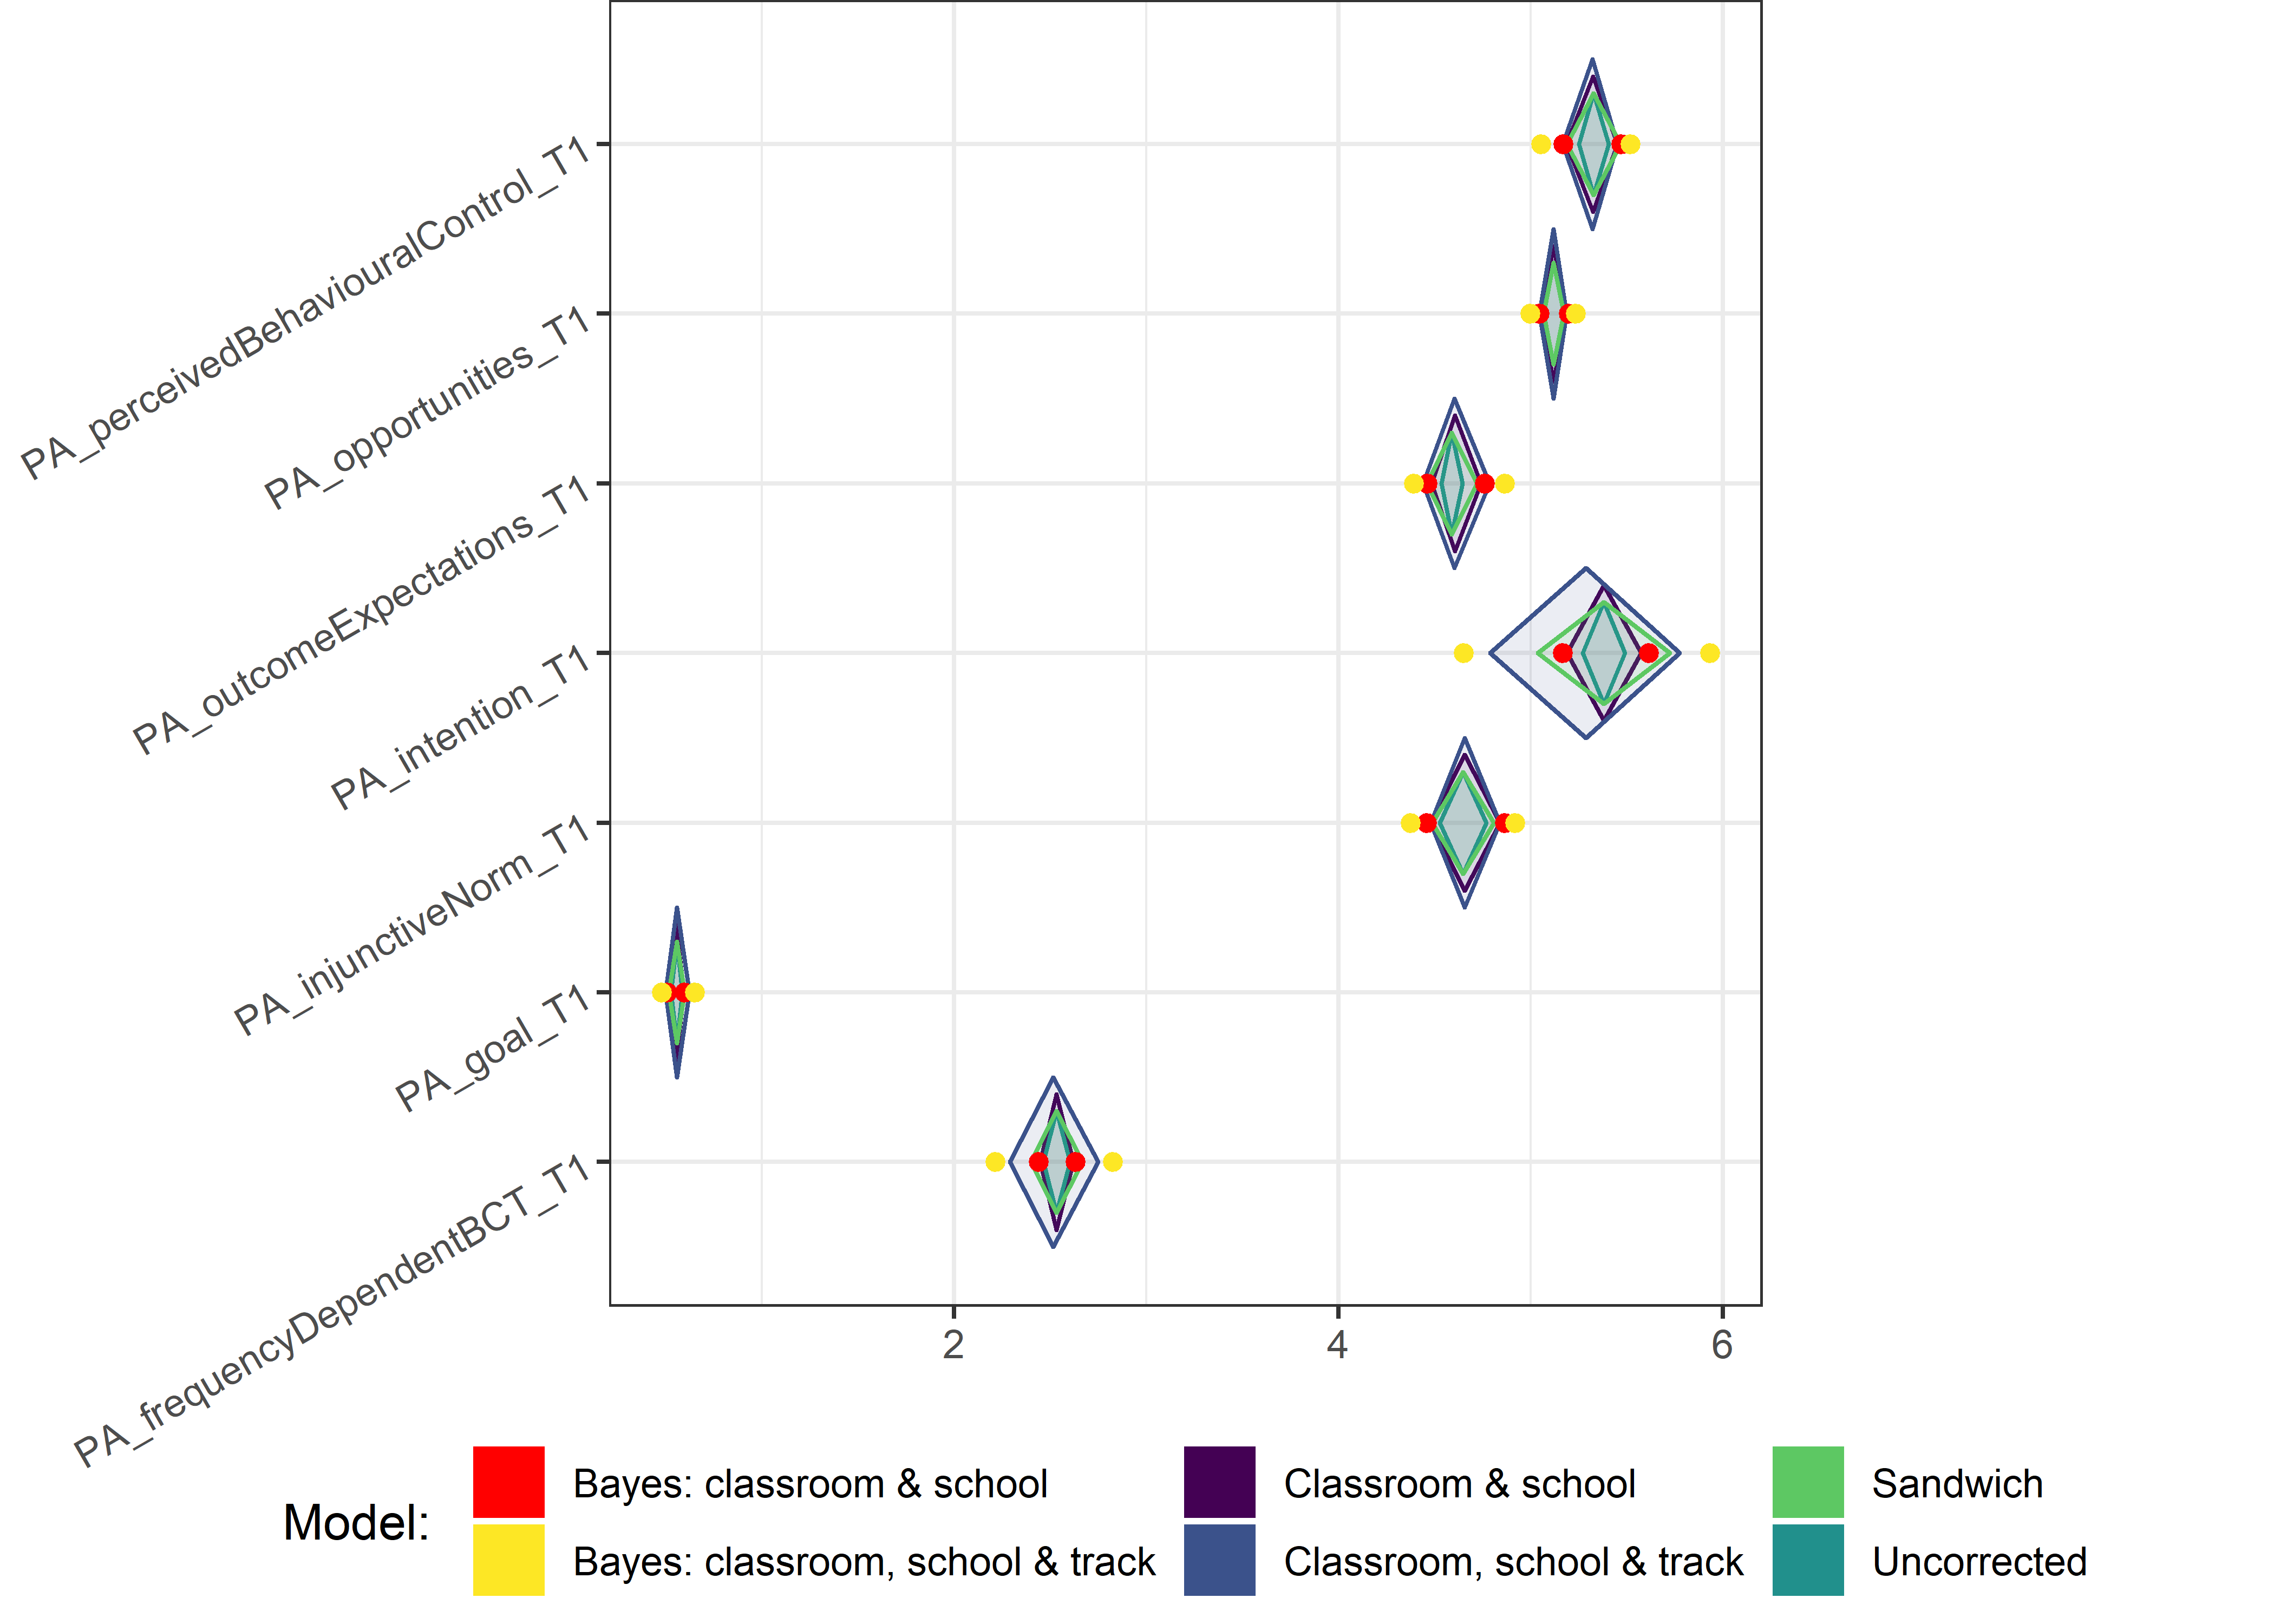 PA_perceivedBehaviouralControl_T1
PA_opportunities_T1
PA_outcomeExpectations_T1
PA_intention_T1
PA_injunctiveNorm_T1
PA_goal_T1
PA_frequencyDependentBCT_T1
2 4 6
Model:
Bayes: classroom & school Classroom & school Sandwich
Bayes: classroom, school & track Classroom, school & track Uncorrected